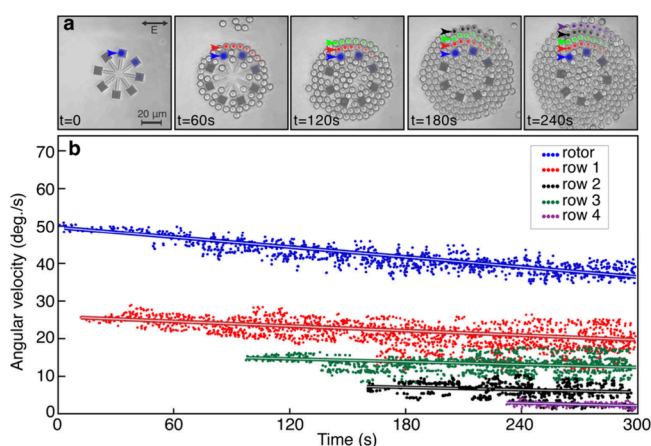 a
E
t=0
20 μm
t=60s
t=120s
t=180s
t=240s
b
70
60
50
40
30
20
10
0
Angular velocity (deg./s)
rotor
row 1
row 2
row 3
row 4
0
60
120
180
240
300
Time (s)